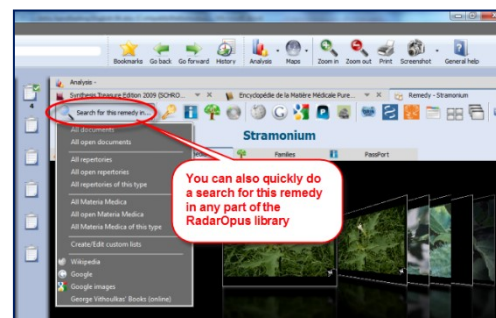 Bookmarks Go back Go forward History Analysis Maps Zoom in Zoom out Print Screenshot General help
Analysis -
Synthesis Treasure Edition 2009 (SCHRO... Encyclopédie de la Matière Médicale Pure... Remedy - Stramonium
4
Search for this remedy in...
Stramonium
Families PassPort
All documents
All open documents
All repertories
All open repertories
All repertories of this type
All Materia Medica
All open Materia Medica
All Materia Medica of this type
Create/Edit custom lists
Wikipedia
Google
Google images
George Vithoulkas' Books (online)
You can also quickly do
a search for this remedy
in any part of the
RadarOpus library